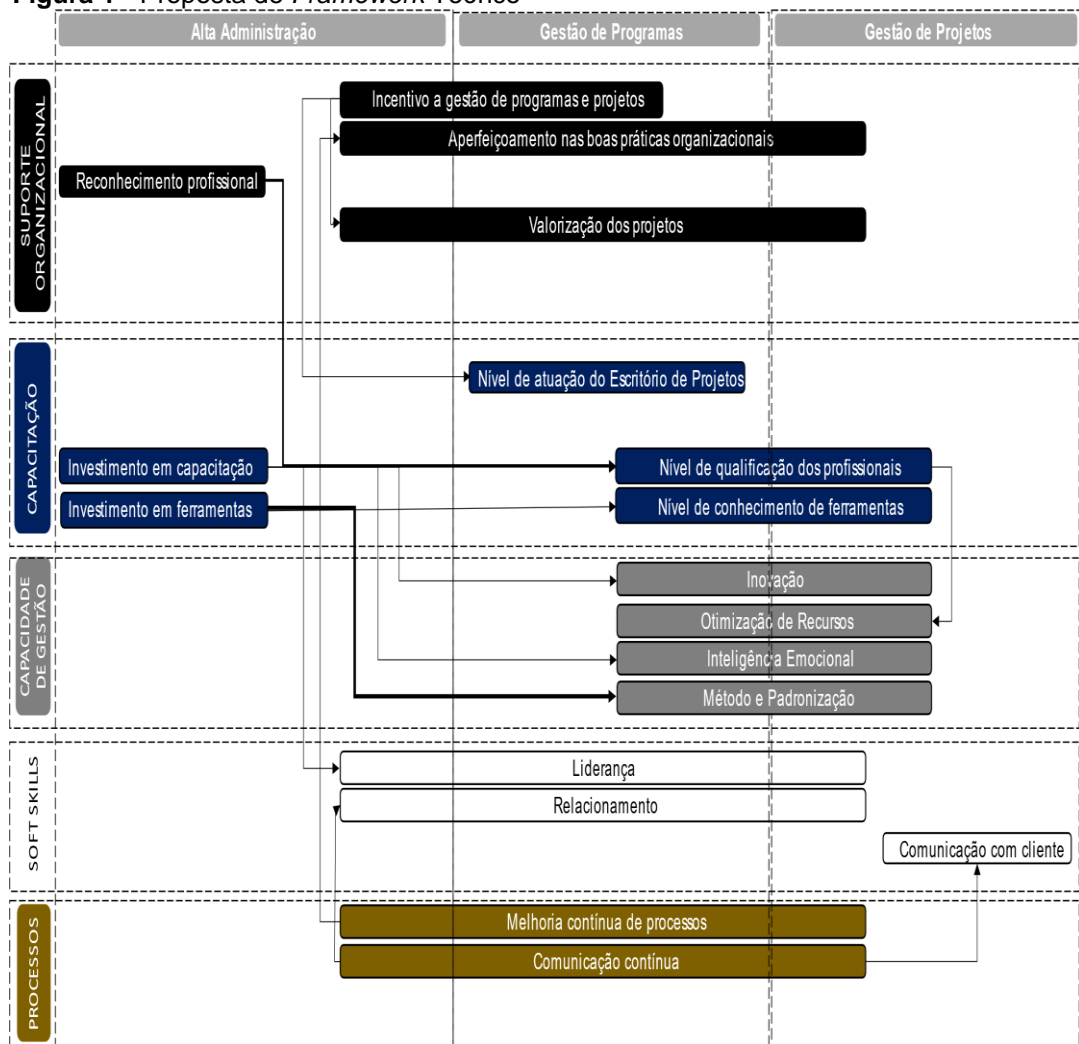 Figura 1 - Proposta de Framework Teórico
Alta Administração
Gestão de Programas
Gestão de Projetos
SUPORTE
ORGANIZACIONAL
Incentivo a gestão de programas e projetos
Aperfeiçoamento nas boas práticas organizacionais
Reconhecimento profissional
Valorização dos projetos
CAPACITAÇÃO
Nível de atuação do Escritório de Projetos
Investimento em capacitação
Nível de qualificação dos profissionais
Investimento em ferramentas
Nível de conhecimento de ferramentas
CAPACIDADE
DE GESTÃO
Inovação
Otimização de Recursos
Inteligência Emocional
Método e Padronização
SOFT SKILLS
Liderança
Relacionamento
Comunicação com cliente
PROCESSOS
Melhoria contínua de processos
Comunicação contínua